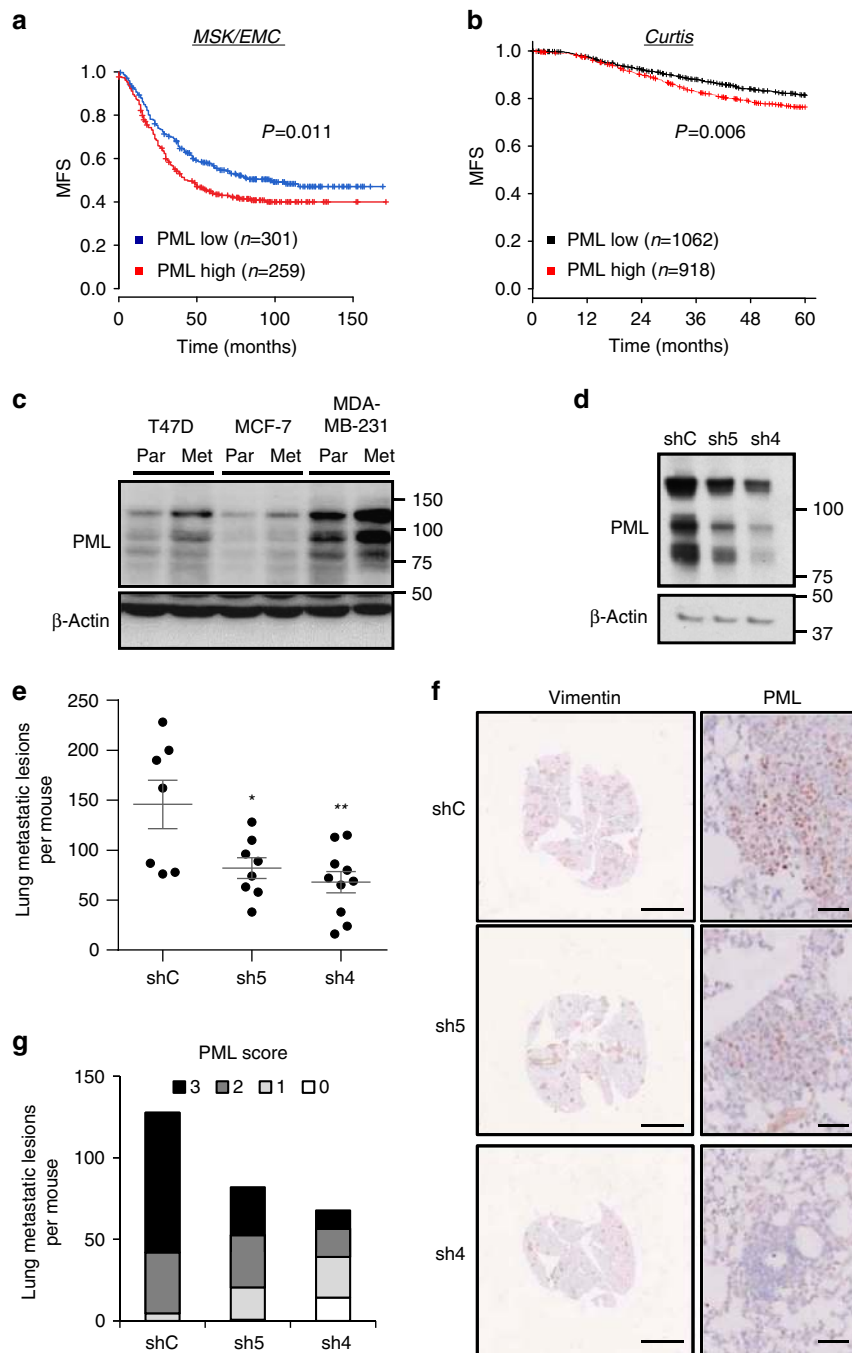 a
MSK/EMC
1.0
0.8
0.6
0.4
0.2
0.0
MFS
P=0.011
PML low (n=301)
PML high (n=259)
0 50 100 150
Time (months)
b
Curtis
1.0
0.8
0.6
0.4
0.2
0.0
MFS
P=0.006
PML low (n=1062)
PML high (n=918)
0 12 24 36 48 60
Time (months)
c
T47D MCF-7 MDA-
MB-231
Par Met Par Met Par Met
PML
150
100
75
50
β-Actin
d
shC sh5 sh4
PML
100
75
50
β-Actin
37
e
250
200
150
100
50
0
Lung metastatic lesions
per mouse
*
**
shC sh5 sh4
f
Vimentin PML
shC
sh5
sh4
g
PML score
3 2 1 0
150
100
50
0
Lung metastatic lesions
per mouse
shC sh5 sh4